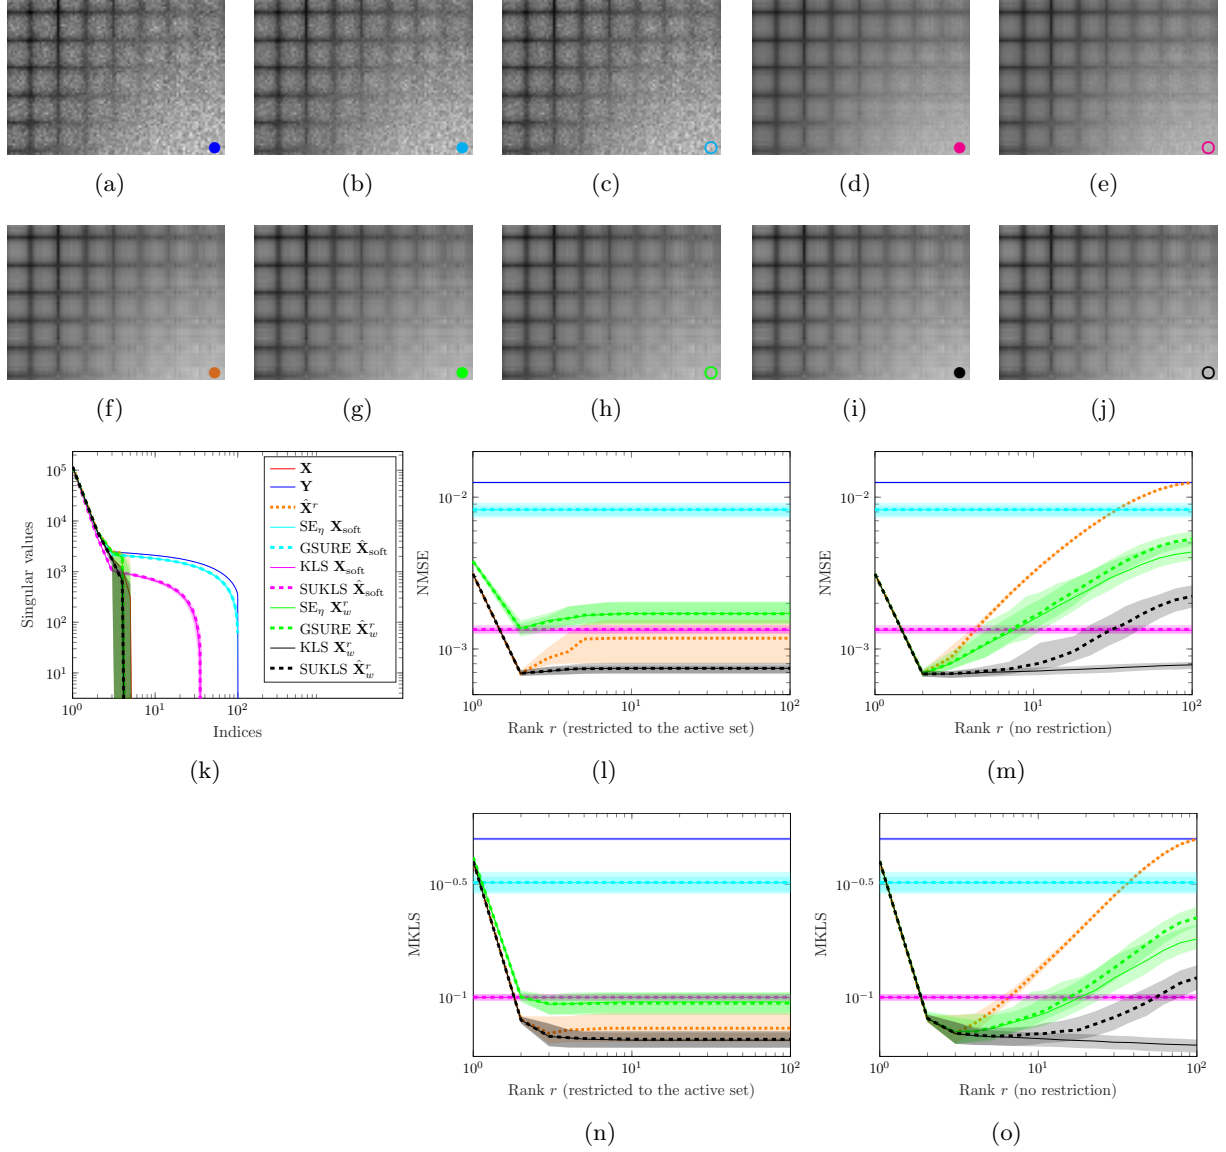 (a) (b) (c) (d) (e)
(f) (g) (h) (i) (j)
10^5
10^4
10^3
10^2
10^1
10^0 10^1 10^2
Singular values
Indices
X
Y
X̂^r
SE_η X_soft
GSURE X̂_soft
KLS X_soft
SUKLS X̂_soft
SE_η X_w^r
GSURE X̂_w^r
KLS X_w^r
SUKLS X̂_w^r
(k)
10^−2
10^−3
NMSE
10^0 10^1 10^2
Rank r (restricted to the active set)
(l)
10^−2
10^−3
NMSE
10^0 10^1 10^2
Rank r (no restriction)
(m)
10^−0.5
10^−1
MKLS
10^0 10^1 10^2
Rank r (restricted to the active set)
(n)
10^−0.5
10^−1
MKLS
10^0 10^1 10^2
Rank r (no restriction)
(o)